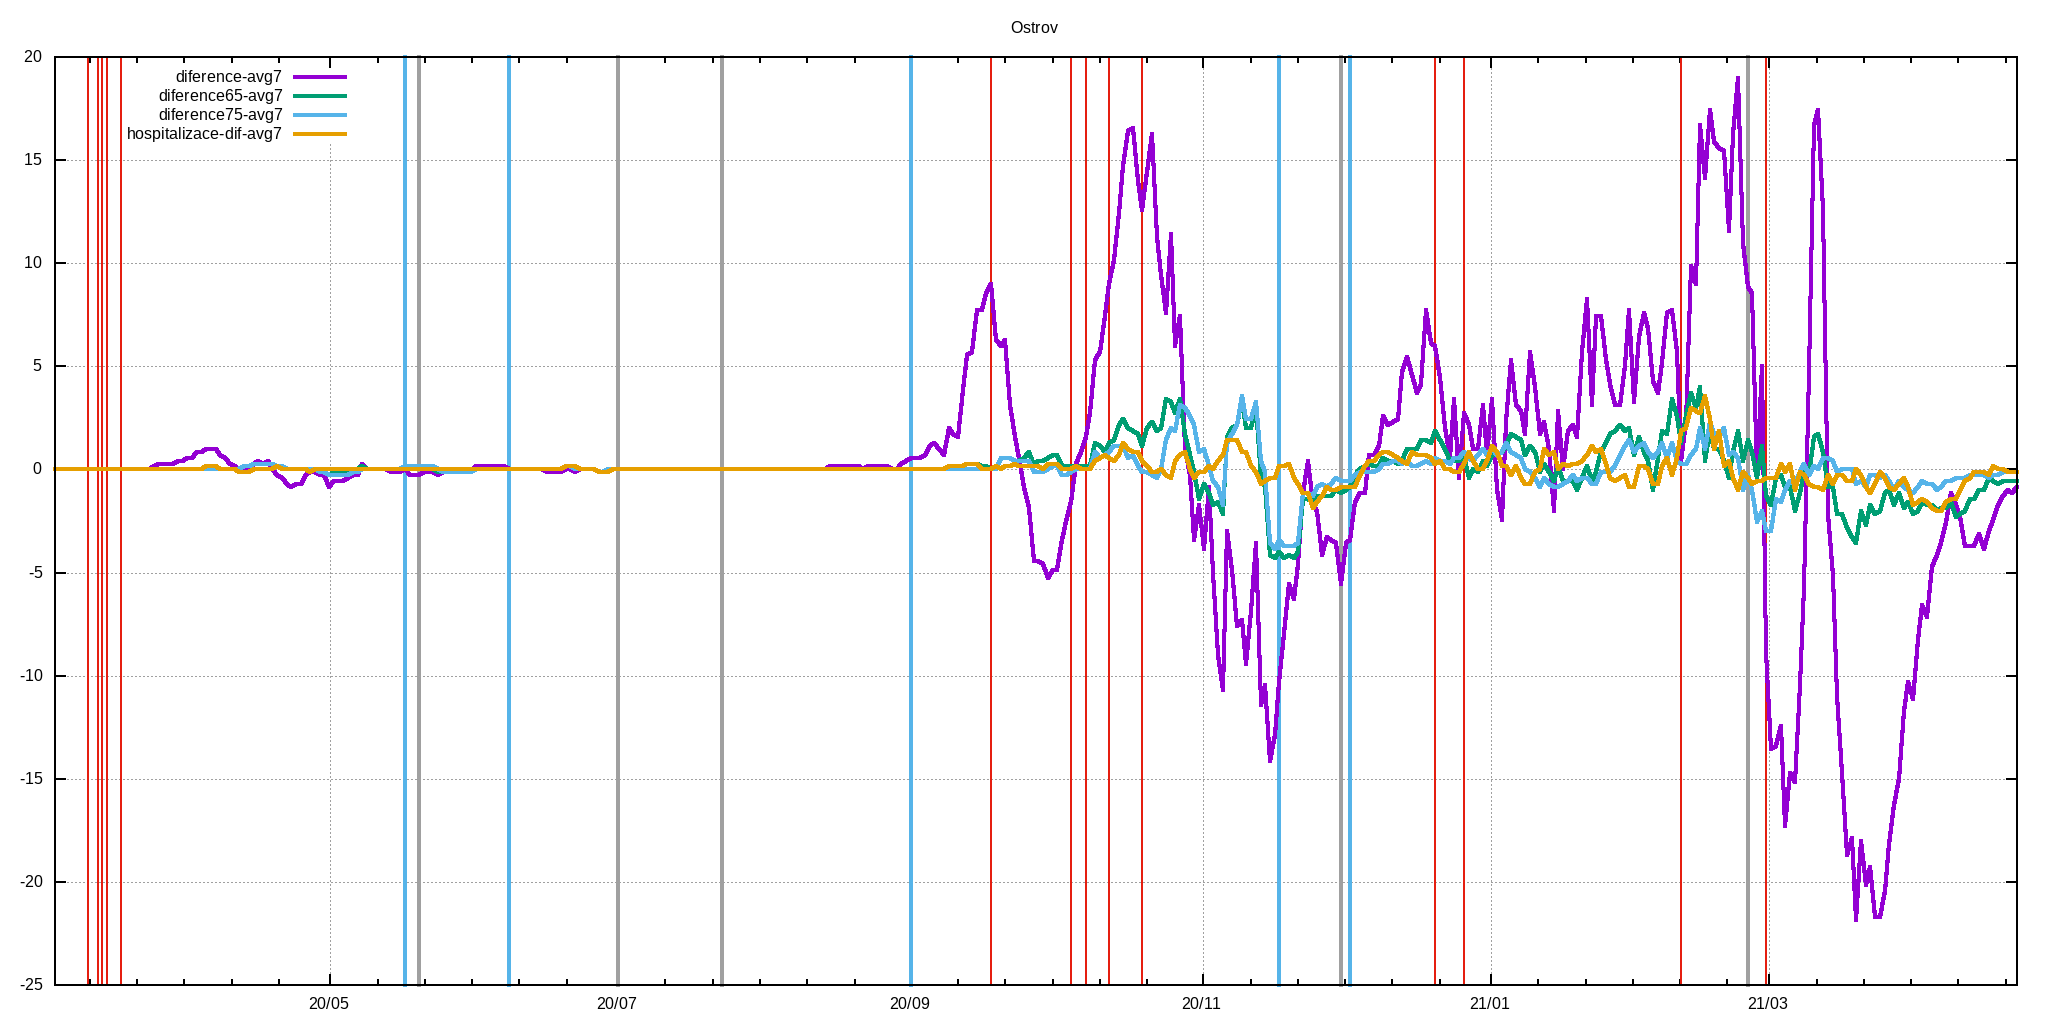 Ostrov
diference-avg7
diference65-avg7
diference75-avg7
hospitalizace-dif-avg7
20
15
10
5
0
-5
-10
-15
-20
-25
20/05 20/07 20/09 20/11 21/01 21/03